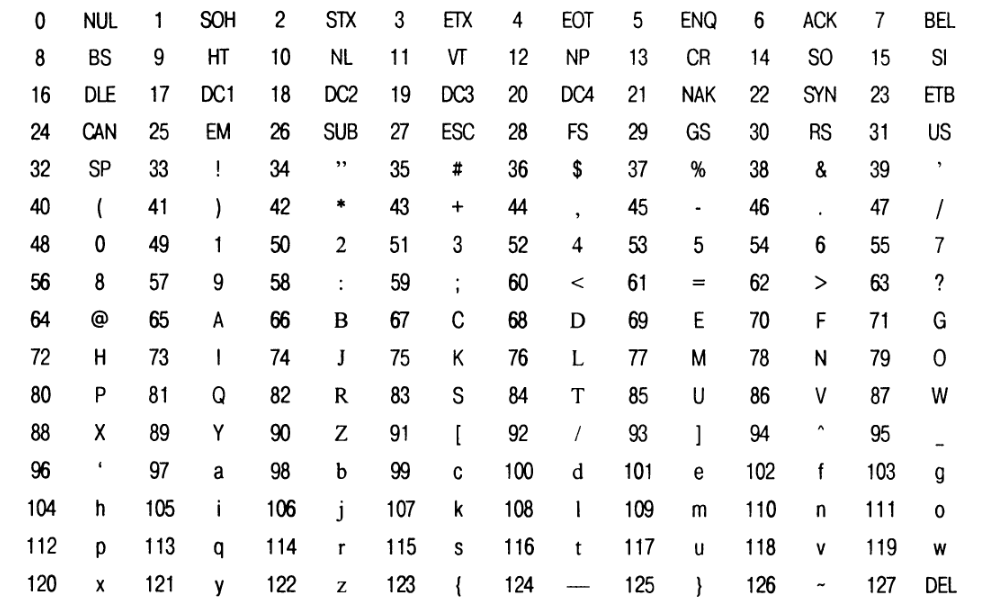 0 NUL 1 SOH 2 STX 3 ETX 4 EOT 5 ENQ 6 ACK 7 BEL
8 BS 9 HT 10 NL 11 VT 12 NP 13 CR 14 SO 15 SI
16 DLE 17 DC1 18 DC2 19 DC3 20 DC4 21 NAK 22 SYN 23 ETB
24 CAN 25 EM 26 SUB 27 ESC 28 FS 29 GS 30 RS 31 US
32 SP 33 ! 34 ” 35 # 36 $ 37 % 38 & 39 ’
40 ( 41 ) 42 * 43 + 44 , 45 - 46 . 47 /
48 0 49 1 50 2 51 3 52 4 53 5 54 6 55 7
56 8 57 9 58 : 59 ; 60 < 61 = 62 > 63 ?
64 @ 65 A 66 B 67 C 68 D 69 E 70 F 71 G
72 H 73 I 74 J 75 K 76 L 77 M 78 N 79 O
80 P 81 Q 82 R 83 S 84 T 85 U 86 V 87 W
88 X 89 Y 90 Z 91 [ 92 / 93 ] 94 ^ 95 _
96 ‘ 97 a 98 b 99 c 100 d 101 e 102 f 103 g
104 h 105 i 106 j 107 k 108 l 109 m 110 n 111 o
112 p 113 q 114 r 115 s 116 t 117 u 118 v 119 w
120 x 121 y 122 z 123 { 124 — 125 } 126 ~ 127 DEL